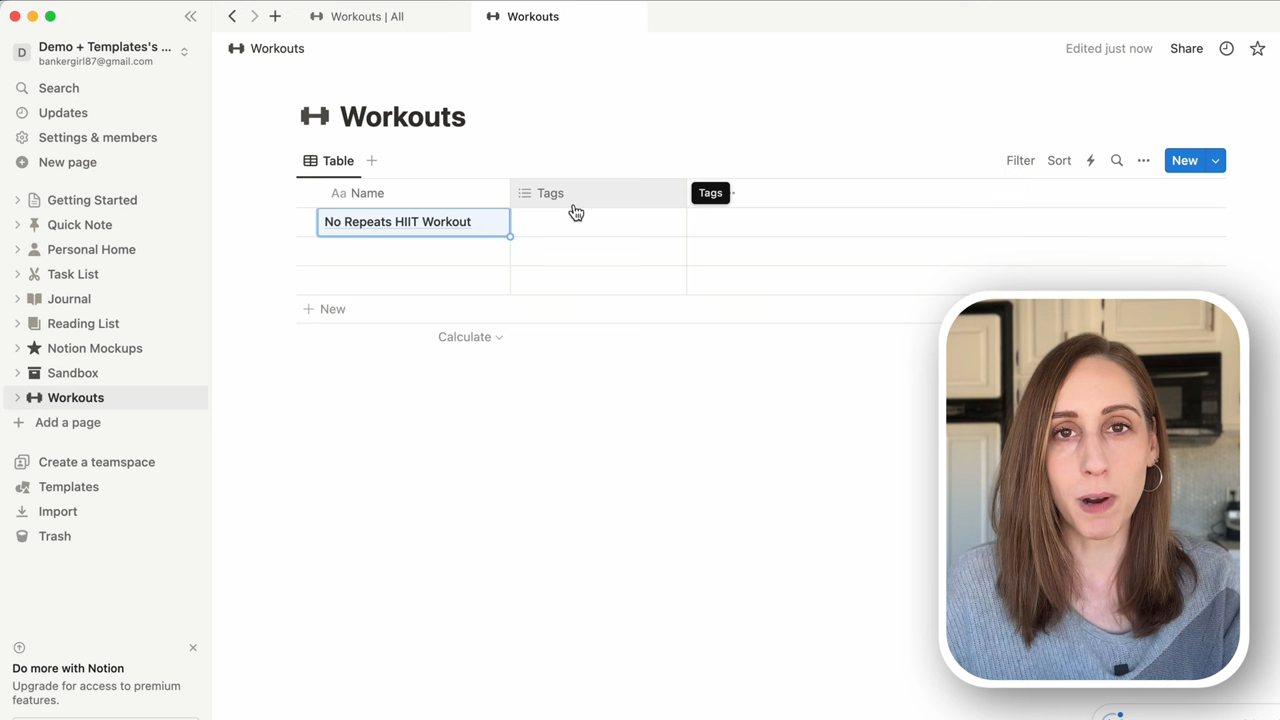 Workouts | All
Workouts
D
Demo + Templates's ...
bankergirl87@gmail.com
Search
Updates
Settings & members
New page
Getting Started
Quick Note
Personal Home
Task List
Journal
Reading List
Notion Mockups
Sandbox
Workouts
Add a page
Create a teamspace
Templates
Import
Trash
Do more with Notion
Upgrade for access to premium
features.
Workouts
Edited just now
Share
Workouts
Table
Filter
Sort
New
Aa Name
Tags
Tags
No Repeats HIIT Workout
New
Calculate